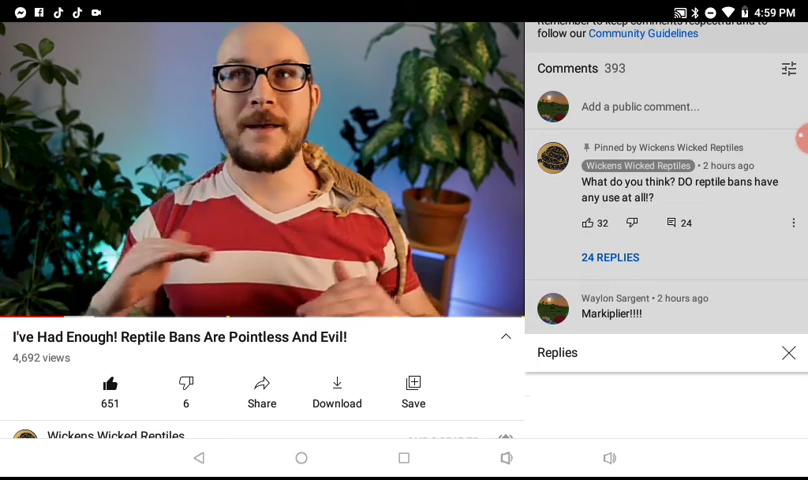 4:59 PM
Remember to keep comments respectful and to
follow our Community Guidelines
Comments 393
Add a public comment...
Pinned by Wickens Wicked Reptiles
Wickens Wicked Reptiles • 2 hours ago
What do you think? DO reptile bans have
any use at all!?
32
24
24 REPLIES
Waylon Sargent • 2 hours ago
Markiplier!!!!
Replies
I've Had Enough! Reptile Bans Are Pointless And Evil!
4,692 views
651
6
Share
Download
Save
Wickens Wicked Reptiles